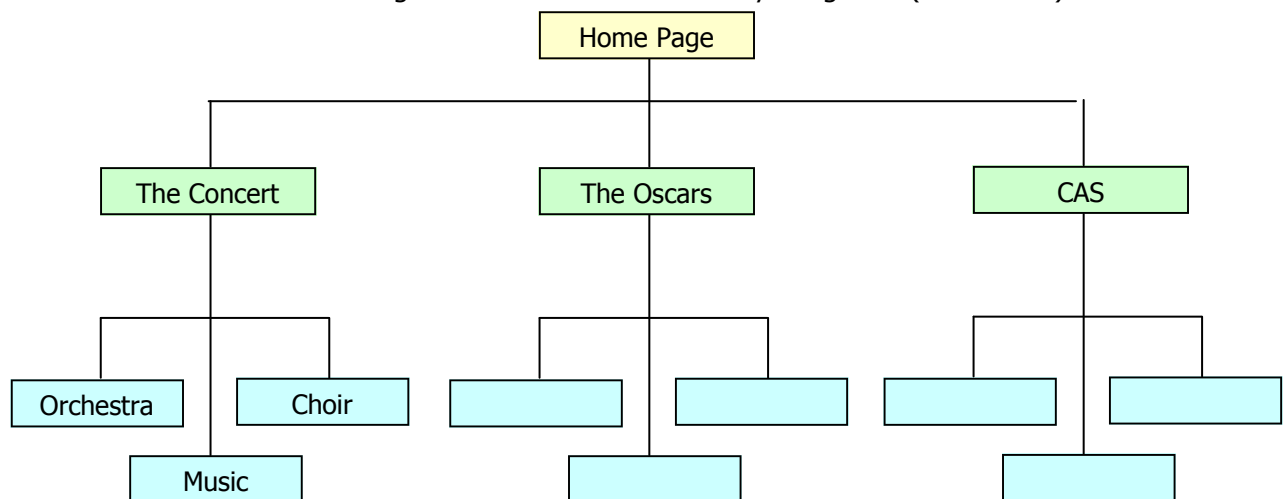 Home Page
The Concert
The Oscars
CAS
Orchestra
Choir
Music